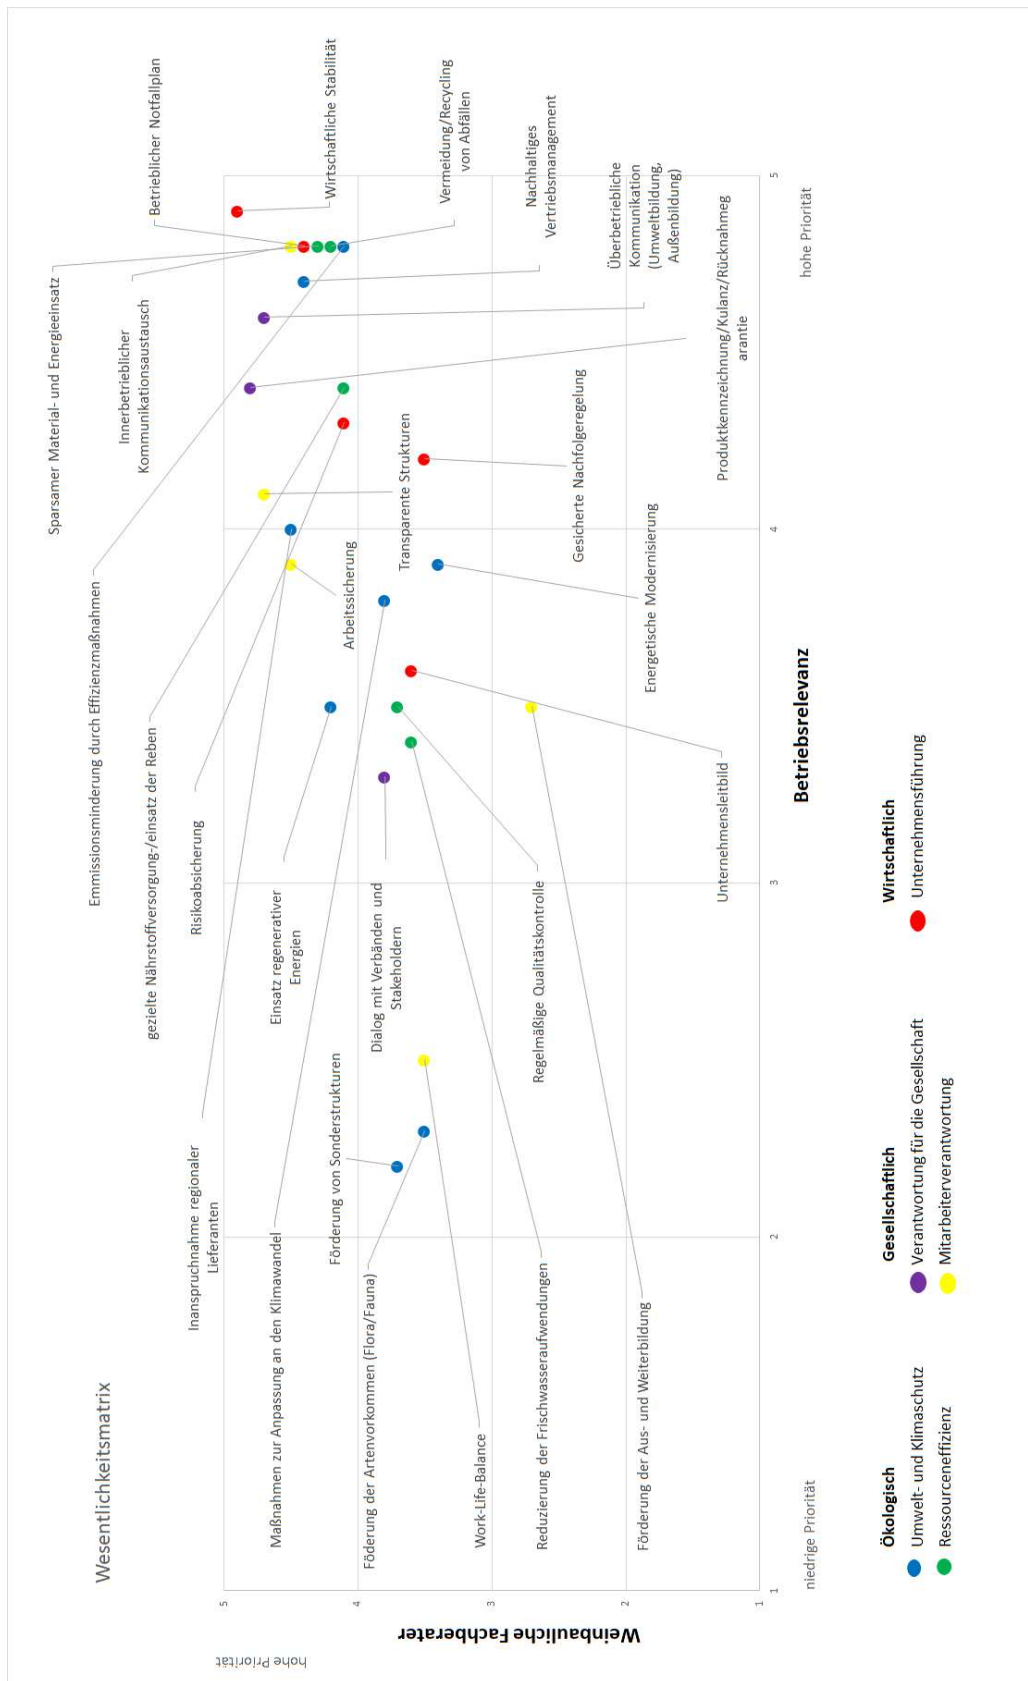 Wesentlichkeitsmatrix
Sparsamer Material- und Energieeinsatz
Betrieblicher Notfallplan
Innerbetrieblicher
Kommunikationsaustausch
Wirtschaftliche Stabilität
Emmissionsminderung durch Effizienzmaßnahmen
gezielte Nährstoffversorgung-/einsatz der Reben
Risikoabsicherung
Inanspruchnahme regionaler
Lieferanten
Vermeidung/Recycling
von Abfällen
Nachhaltiges
Vertriebsmanagement
Überbetriebliche
Kommunikation
(Umweltbildung,
Außenbildung)
Produktkennzeichnung/Kulanz/Rücknahmeg
arantie
Transparente Strukturen
Arbeitssicherung
Gesicherte Nachfolgeregelung
Energetische Modernisierung
Einsatz regenerativer
Energien
Maßnahmen zur Anpassung an den Klimawandel
Förderung von Sonderstrukturen
Dialog mit Verbänden und
Stakeholdern
Föderung der Artenvorkommen (Flora/Fauna)
Work-Life-Balance
Regelmäßige Qualitätskontrolle
Reduzierung der Frischwasseraufwendungen
Förderung der Aus- und Weiterbildung
Unternehmensleitbild
hohe Priorität
Weinbauliche Fachberater
5
4
3
2
1
1
2
3
4
5
niedrige Priorität
Betriebsrelevanz
hohe Priorität
Ökologisch
Umwelt- und Klimaschutz
Ressourceneffizienz
Gesellschaftlich
Verantwortung für die Gesellschaft
Mitarbeiterverantwortung
Wirtschaftlich
Unternehmensführung